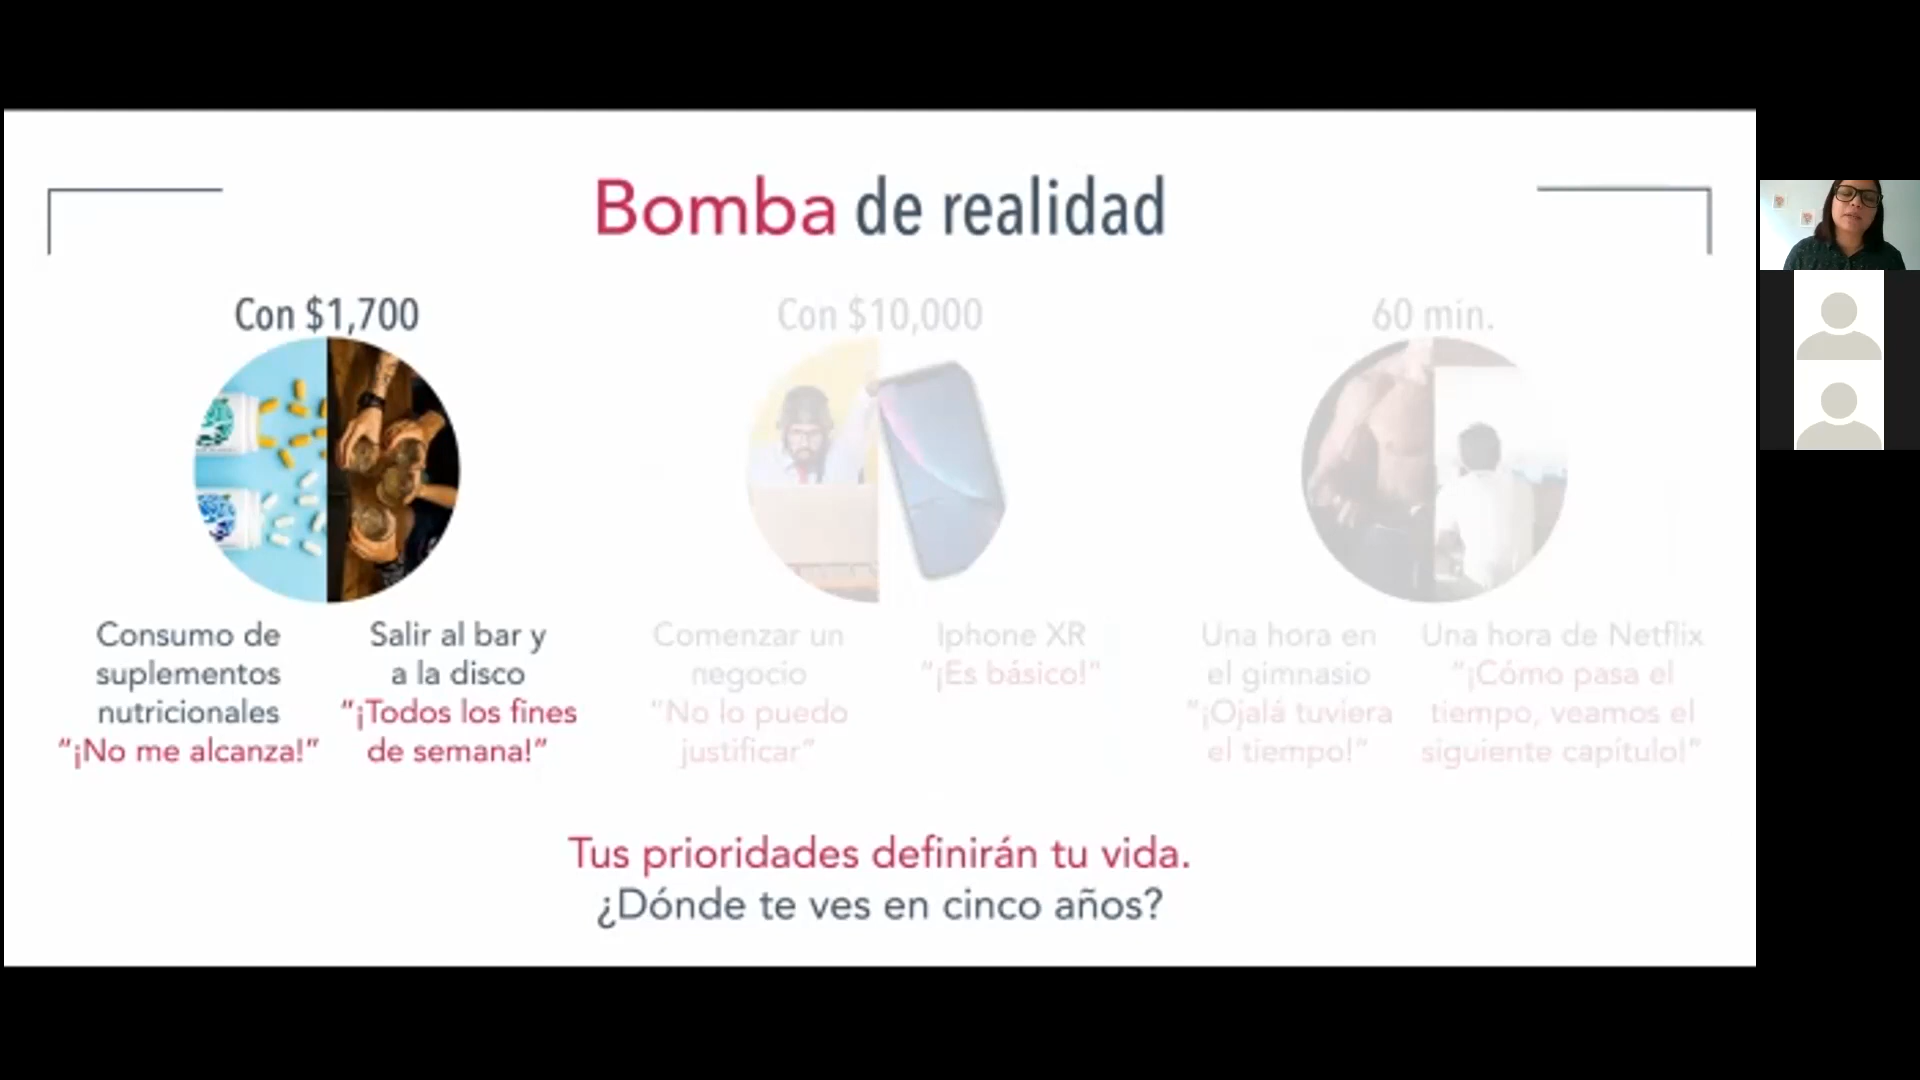 Bomba de realidad
Con $1,700
Consumo de
suplementos
nutricionales
“¡No me alcanza!”
Salir al bar y
a la disco
“¡Todos los fines
de semana!”
Con $10,000
Comenzar un
negocio
“No lo puedo
justificar”
Iphone XR
“¡Es básico!”
60 min.
Una hora en
el gimnasio
“¡Ojalá tuviera
el tiempo!”
Una hora de Netflix
“¡Cómo pasa el
tiempo, veamos el
siguiente capítulo!”
Tus prioridades definirán tu vida.
¿Dónde te ves en cinco años?